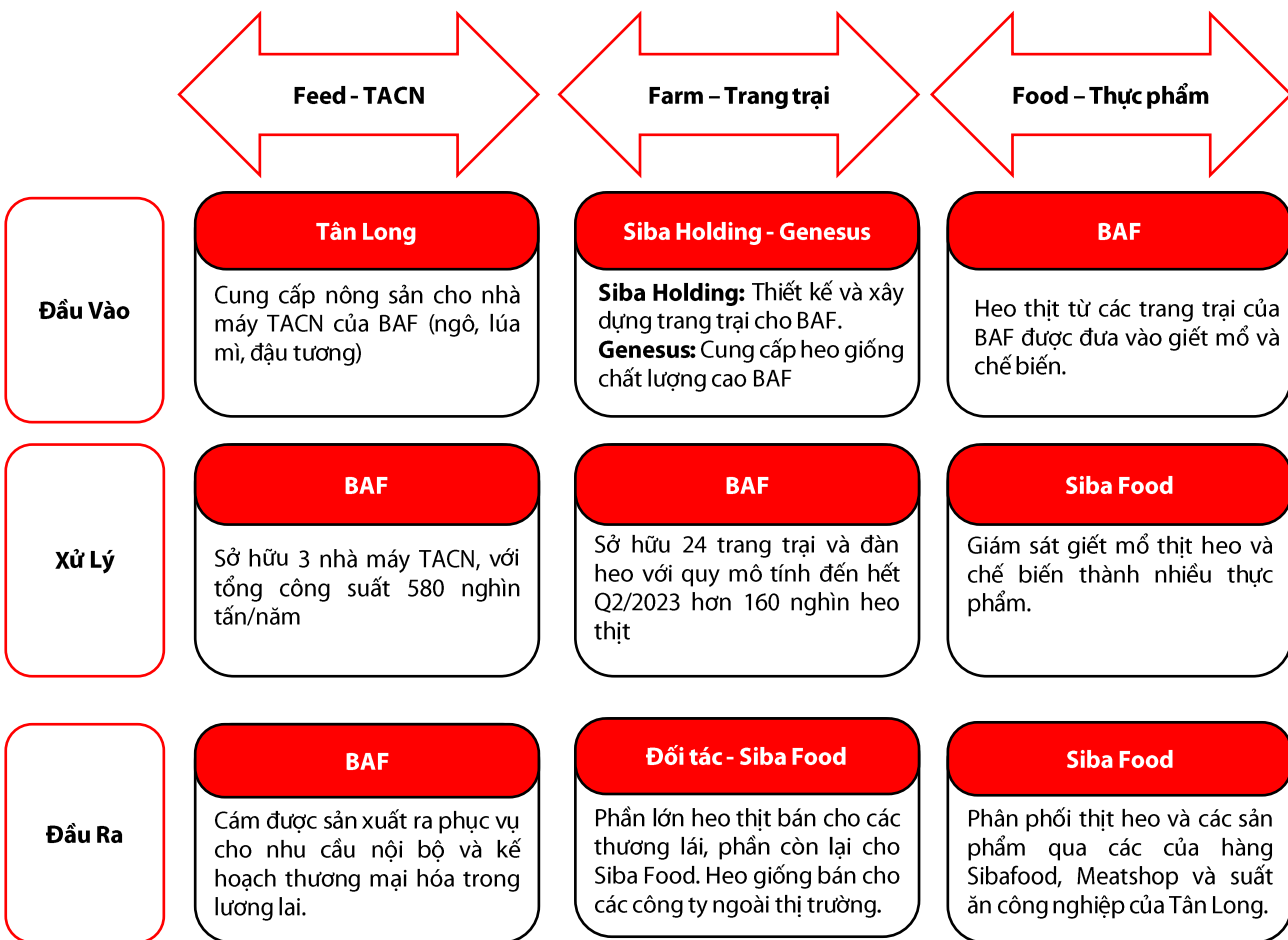 Feed - TACN
Farm – Trang trại
Food – Thực phẩm
Đầu Vào
Tân Long
Cung cấp nông sản cho nhà
máy TACN của BAF (ngô, lúa
mì, đậu tương)
Siba Holding - Genesus
Siba Holding: Thiết kế và xây
dựng trang trại cho BAF.
Genesus: Cung cấp heo giống
chất lượng cao BAF
BAF
Heo thịt từ các trang trại của
BAF được đưa vào giết mổ và
chế biến.
Xử Lý
BAF
Sở hữu 3 nhà máy TACN, với
tổng công suất 580 nghìn
tấn/năm
BAF
Sở hữu 24 trang trại và đàn
heo với quy mô tính đến hết
Q2/2023 hơn 160 nghìn heo
thịt
Siba Food
Giám sát giết mổ thịt heo và
chế biến thành nhiều thực
phẩm.
Đầu Ra
BAF
Cám được sản xuất ra phục vụ
cho nhu cầu nội bộ và kế
hoạch thương mại hóa trong
lương lai.
Đối tác - Siba Food
Phần lớn heo thịt bán cho các
thương lái, phần còn lại cho
Siba Food. Heo giống bán cho
các công ty ngoài thị trường.
Siba Food
Phân phối thịt heo và các sản
phẩm qua các của hàng
Sibafood, Meatshop và suất
ăn công nghiệp của Tân Long.